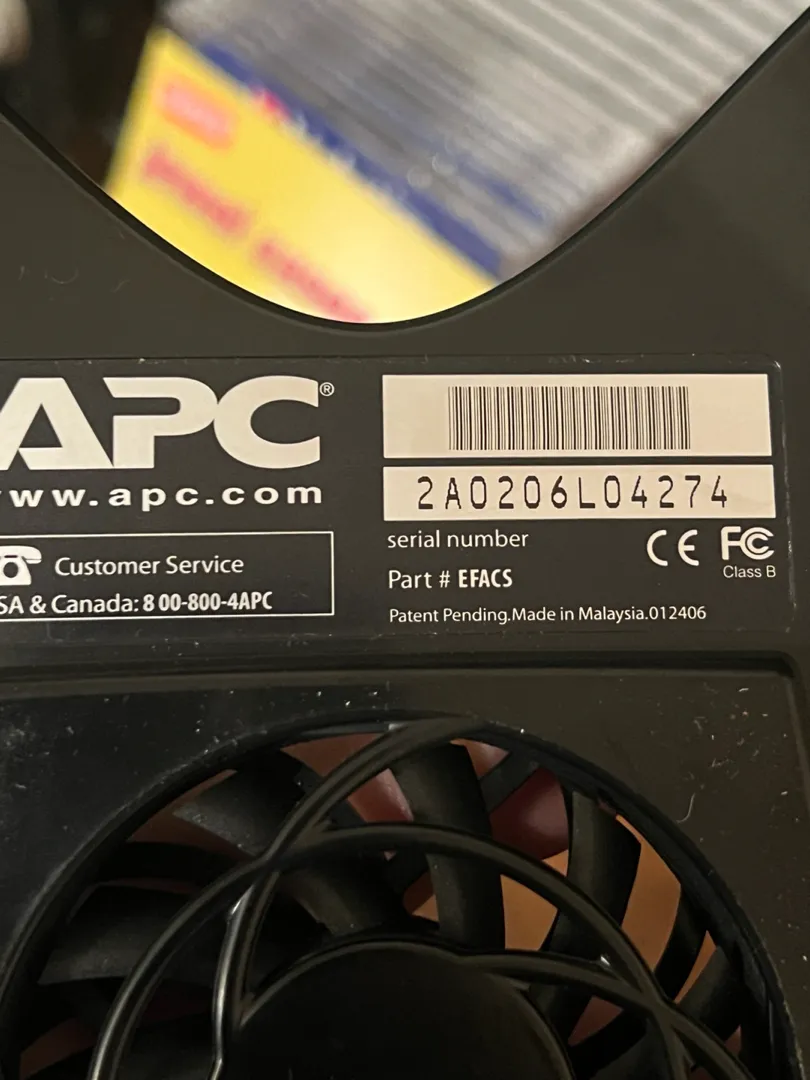 APC®
www.apc.com
Customer Service
SA & Canada: 8 00-800-4APC
2A0206L04274
serial number
CE FC
Class B
Part # EFACS
Patent Pending.Made in Malaysia.012406